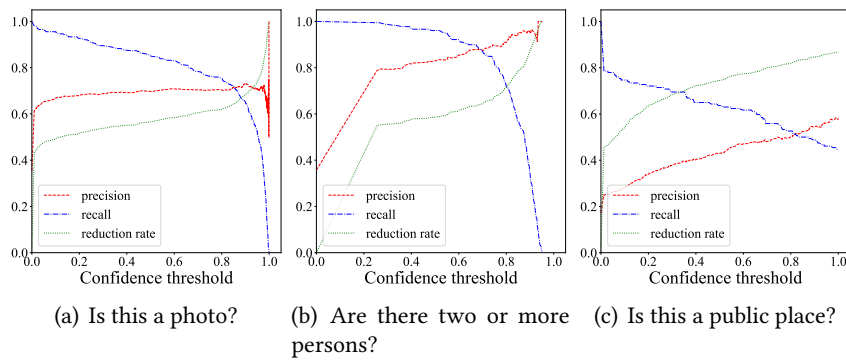 1.0
0.8
0.6
0.4
0.2
0.0
precision
recall
reduction rate
0.0 0.2 0.4 0.6 0.8 1.0
Confidence threshold
(a) Is this a photo?
1.0
0.8
0.6
0.4
0.2
0.0
precision
recall
reduction rate
0.0 0.2 0.4 0.6 0.8 1.0
Confidence threshold
(b) Are there two or more
persons?
1.0
0.8
0.6
0.4
0.2
0.0
precision
recall
reduction rate
0.0 0.2 0.4 0.6 0.8 1.0
Confidence threshold
(c) Is this a public place?